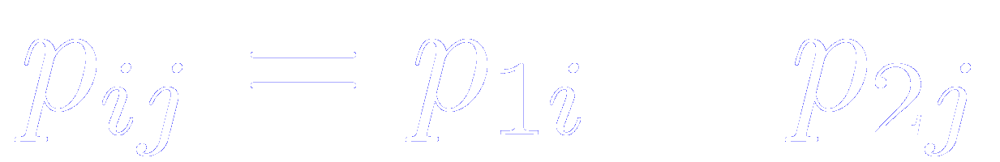 p_{ij} = p_{1i} p_{2j}